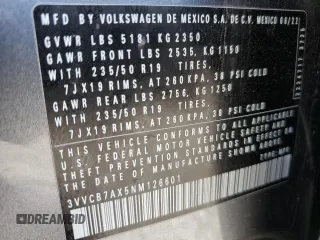 MFD BY VOLKSWAGEN DE MEXICO S.A. DE C.V. MEXICO 06/22
GVWR LBS 5181 KG 2350
GAWR FRONT LBS 2535, KG 1150
WITH 235/50 R19 TIRES,
7JX19 RIMS, AT 260 KPA, 38 PSI COLD
GAWR REAR LBS 2756, KG 1250
WITH 235/50 R19 TIRES,
7JX19 RIMS, AT 260 KPA, 38 PSI COLD
THIS VEHICLE CONFORMS TO ALL APPLICABLE
U.S. FEDERAL MOTOR VEHICLE SAFETY AND
THEFT PREVENTION STANDARDS IN EFFECT ON THE
DATE OF MANUFACTURE SHOWN ABOVE.
3VVCB7AX5NM126601
DREAMBID